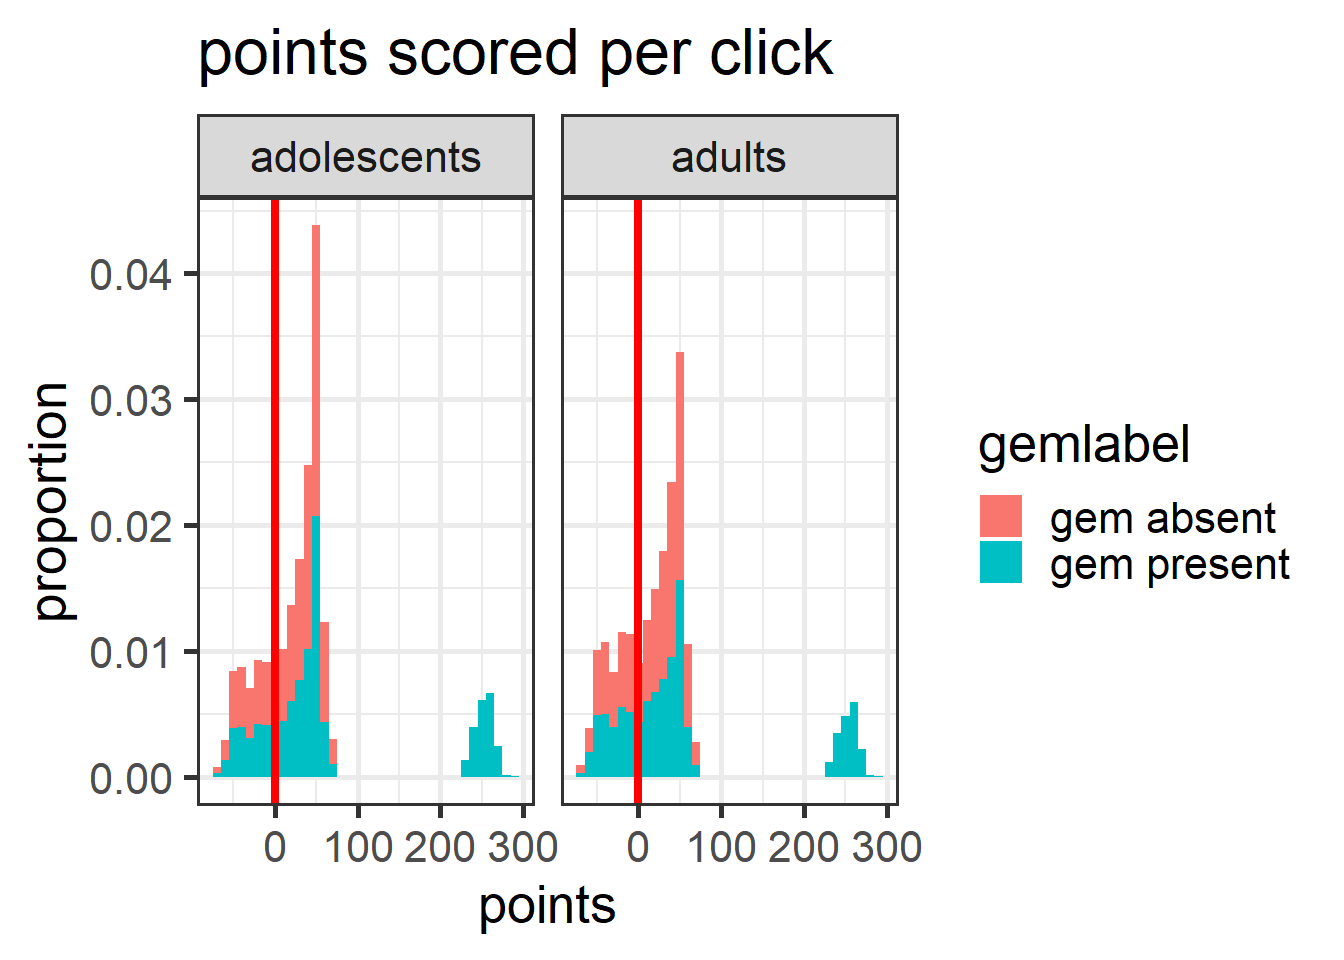 points scored per click
adolescents
adults
0.04
0.03
0.02
0.01
0.00
proportion
0 100 200 300
0 100 200 300
points
gemlabel
gem absent
gem present